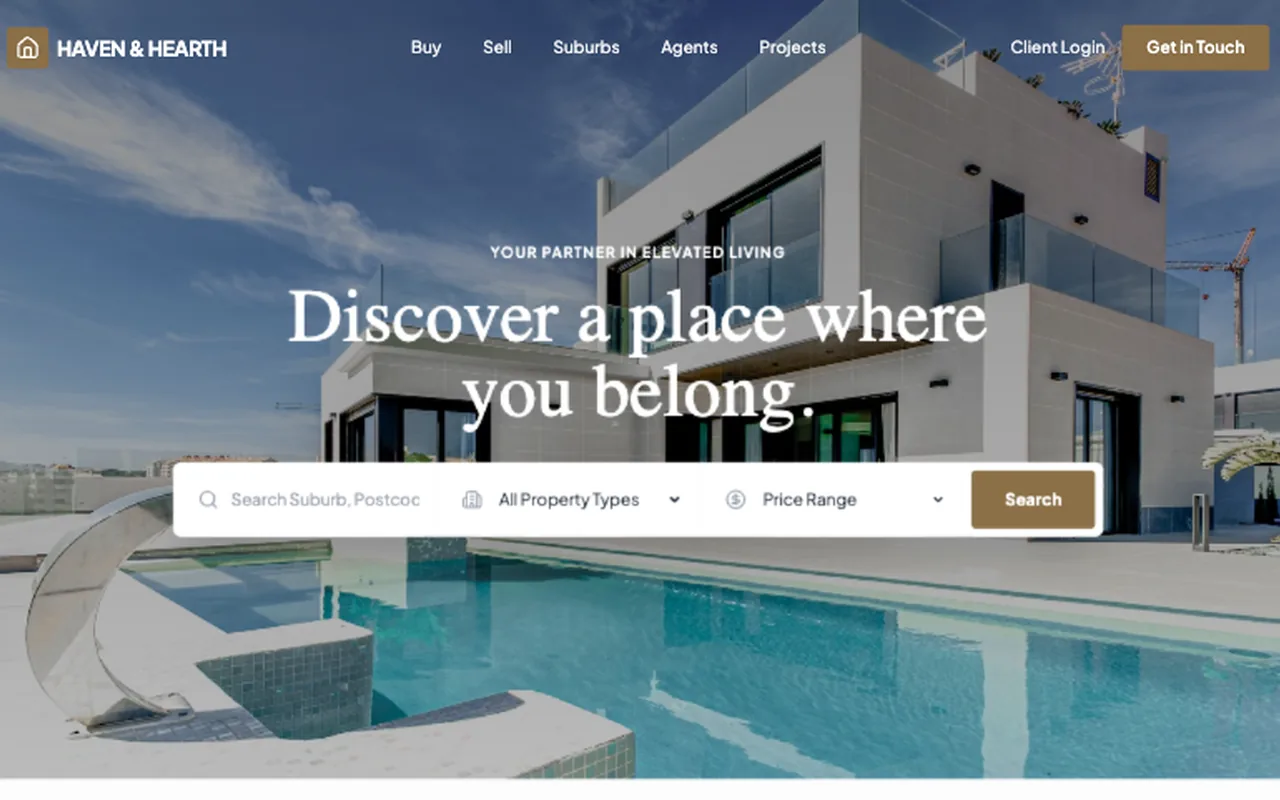 HAVEN & HEARTH
Buy
Sell
Suburbs
Agents
Projects
Client Login
Get in Touch
YOUR PARTNER IN ELEVATED LIVING
Discover a place where
you belong.
Search Suburb, Postcoc
All Property Types
Price Range
Search